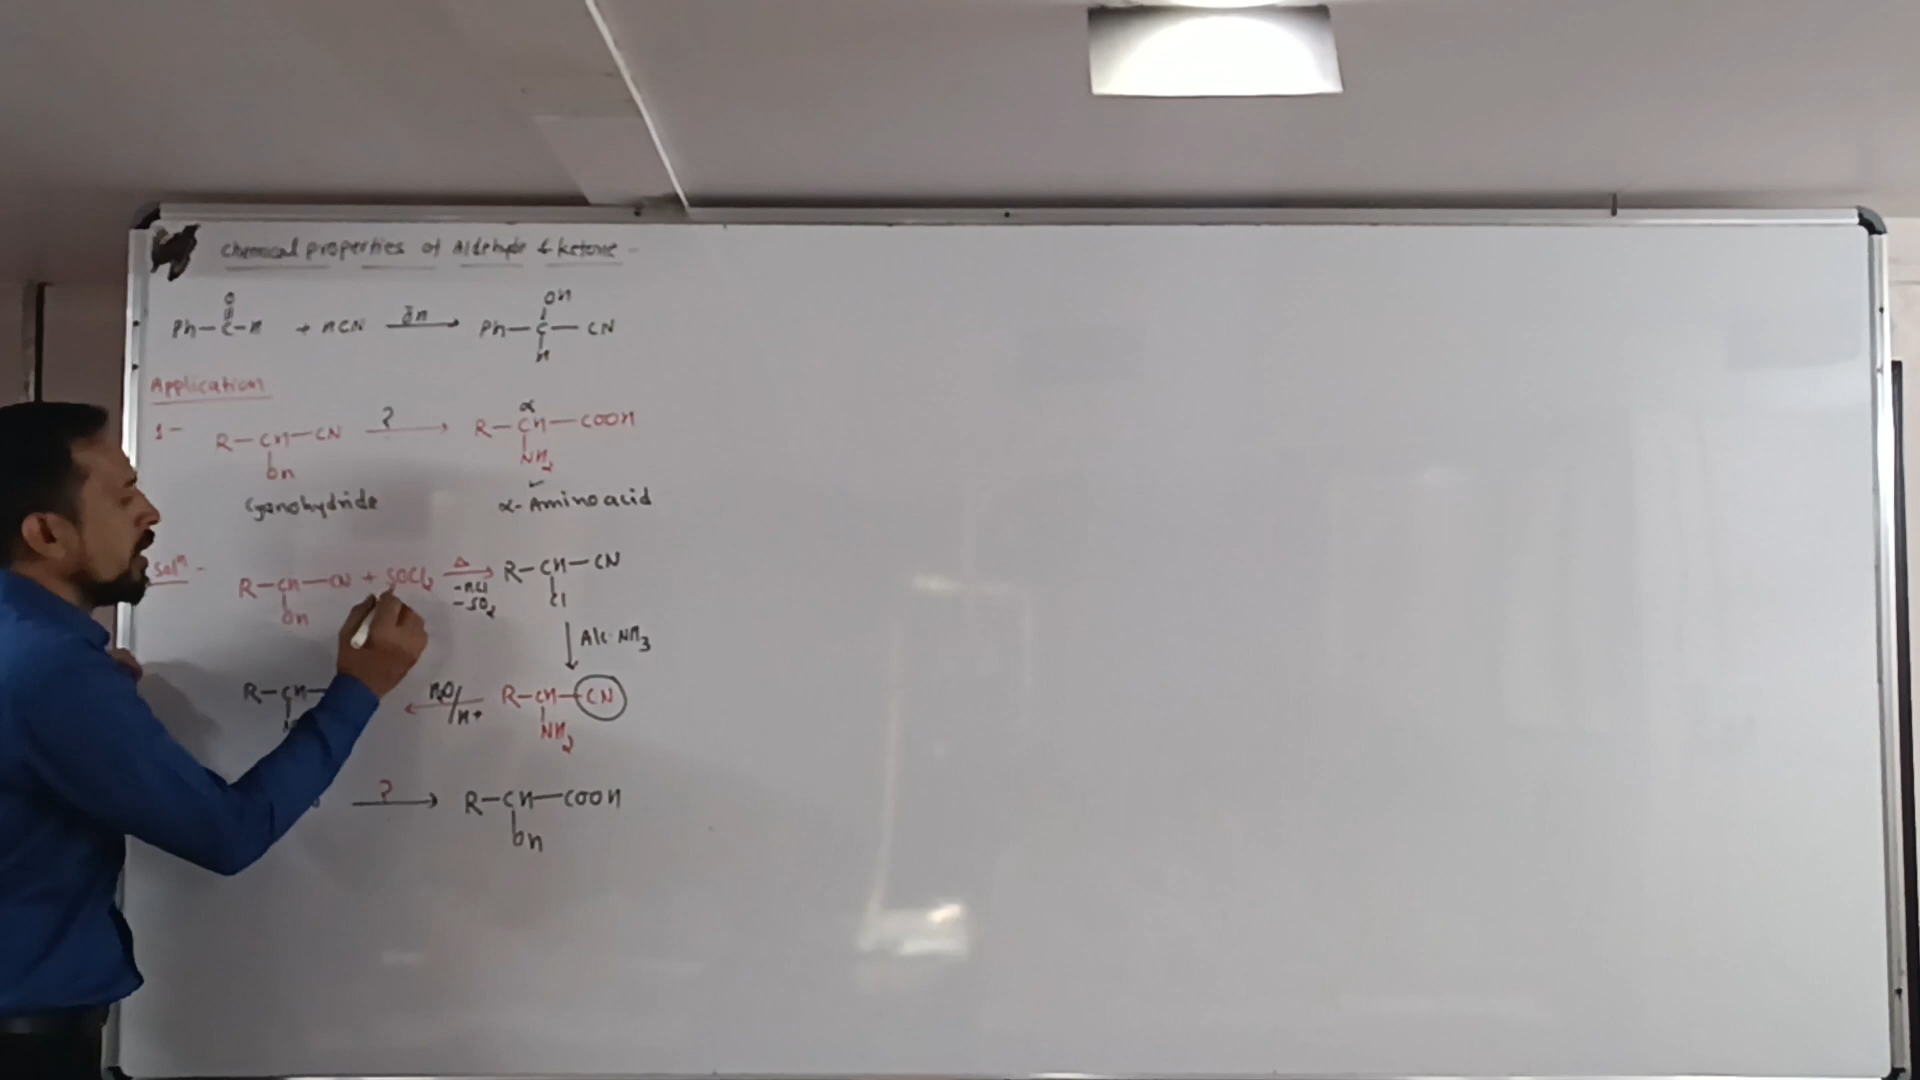 Chemical properties of Aldehyde & ketone -
O
Ph-C-H + HCN ŌH → Ph-C-CN
OH
H
Application
1- R-CH-CN ? → R-CH-COOH
OH
α
NH2
Cyanohydride α-Amino acid
Solⁿ - R-CH-CN + SOCl2 Δ → R-CH-CN
OH
-HCl
-SO2
Cl
↓ Alc. NH3
R-CH- ← H2O/H+ R-CH-CN
NH2
? → R-CH-COOH
OH